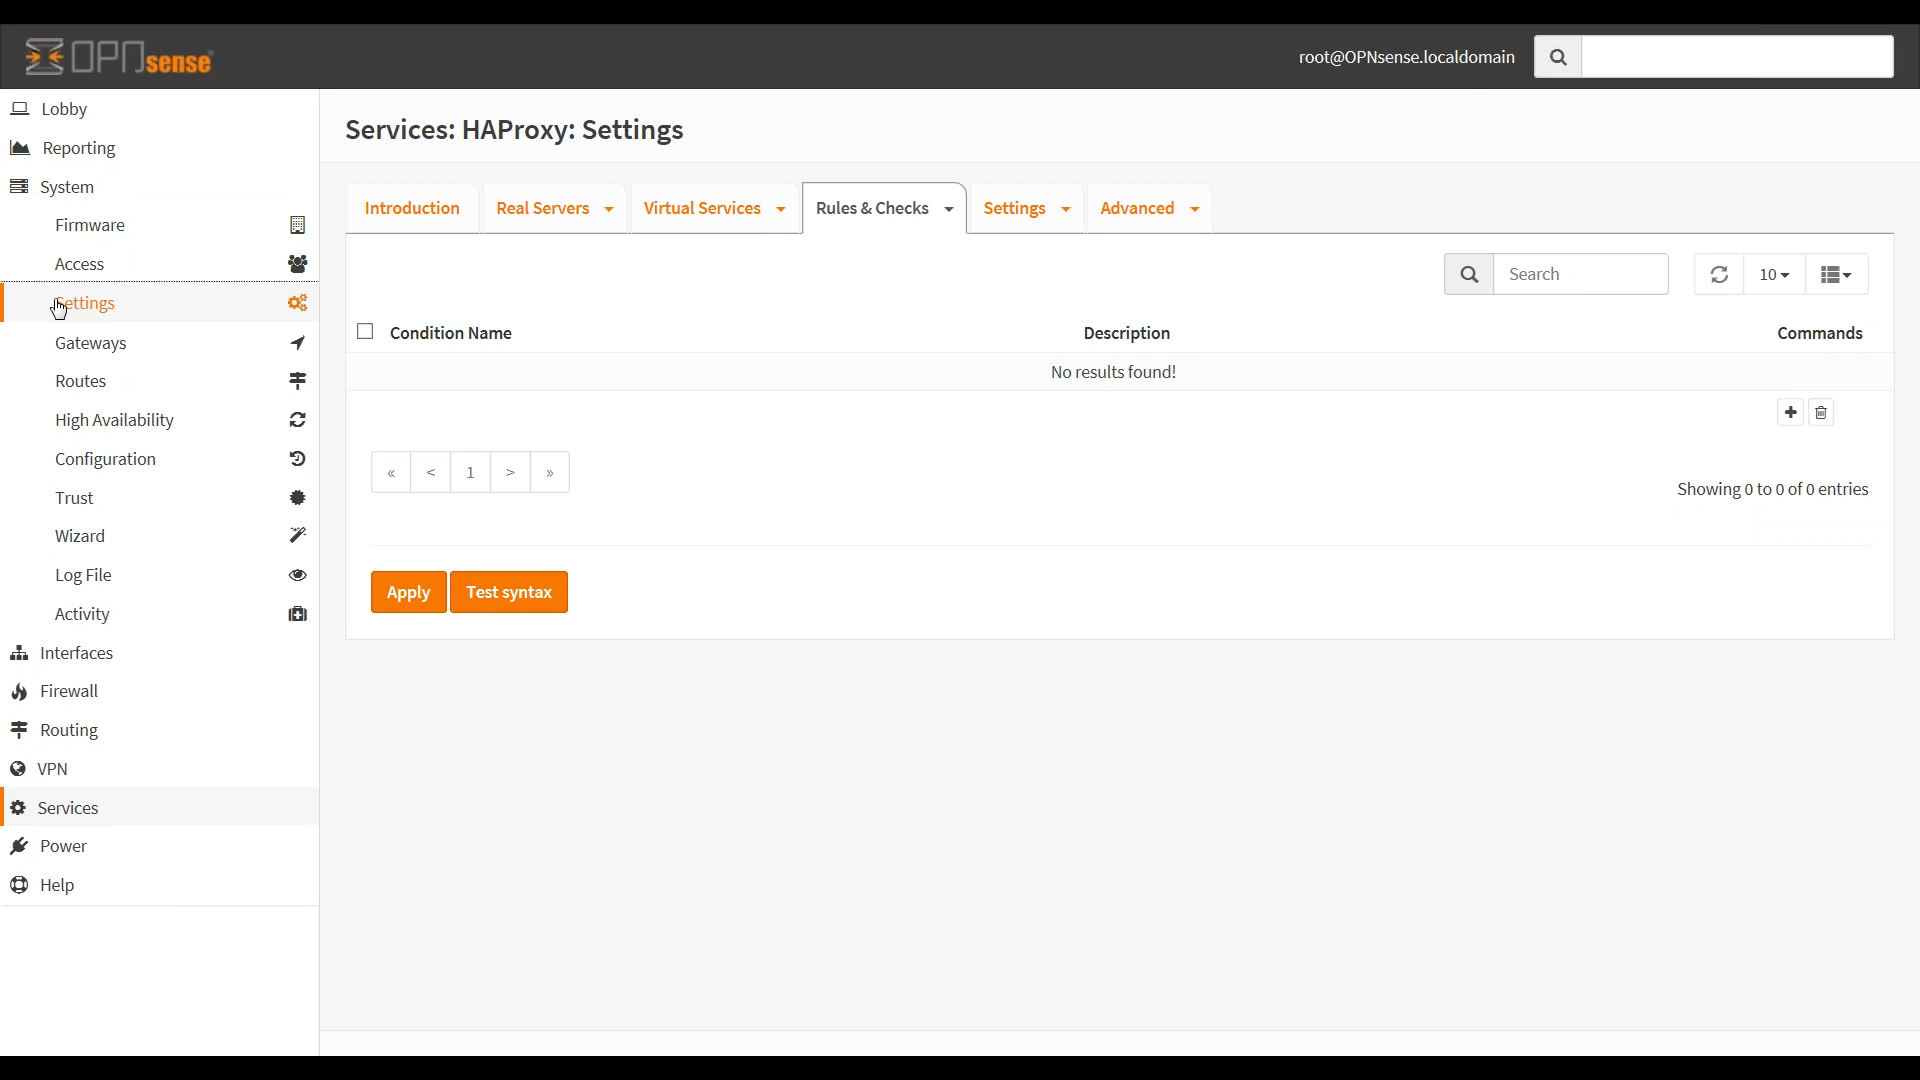 OPNsense
root@OPNsense.localdomain
Lobby
Reporting
System
Firmware
Access
Settings
Gateways
Routes
High Availability
Configuration
Trust
Wizard
Log File
Activity
Interfaces
Firewall
Routing
VPN
Services
Power
Help
Services: HAProxy: Settings
Introduction Real Servers Virtual Services Rules & Checks Settings Advanced
Search 10
Condition Name Description Commands
No results found!
« < 1 > »
Showing 0 to 0 of 0 entries
Apply Test syntax